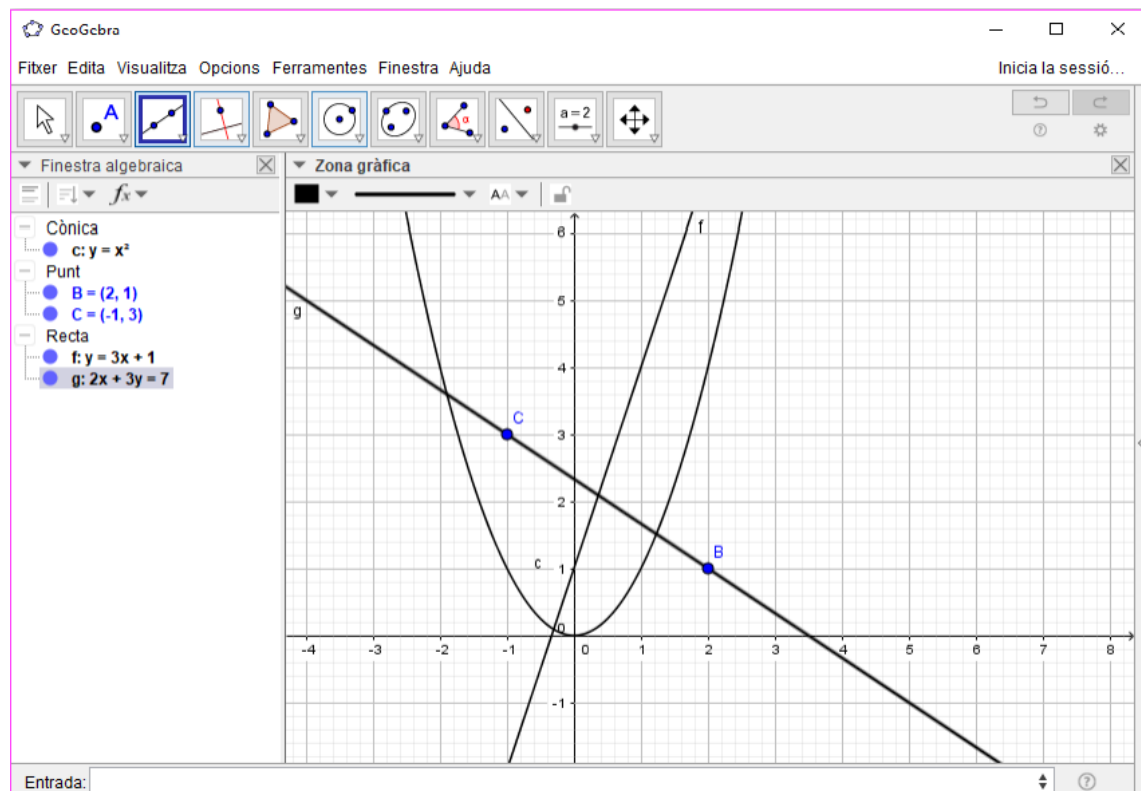 GeoGebra
Fitxer Edita Visualitza Opcions Ferramentes Finestra Ajuda
Inicia la sessió...
A
α
a = 2
Finestra algebraica
fx
Cònica
c: y = x²
Punt
B = (2, 1)
C = (-1, 3)
Recta
f: y = 3x + 1
g: 2x + 3y = 7
Zona gràfica
AA
6
f
5
g
4
C
3
2
B
c
1
0
-4 -3 -2 -1 0 1 2 3 4 5 6 7 8
-1
Entrada: